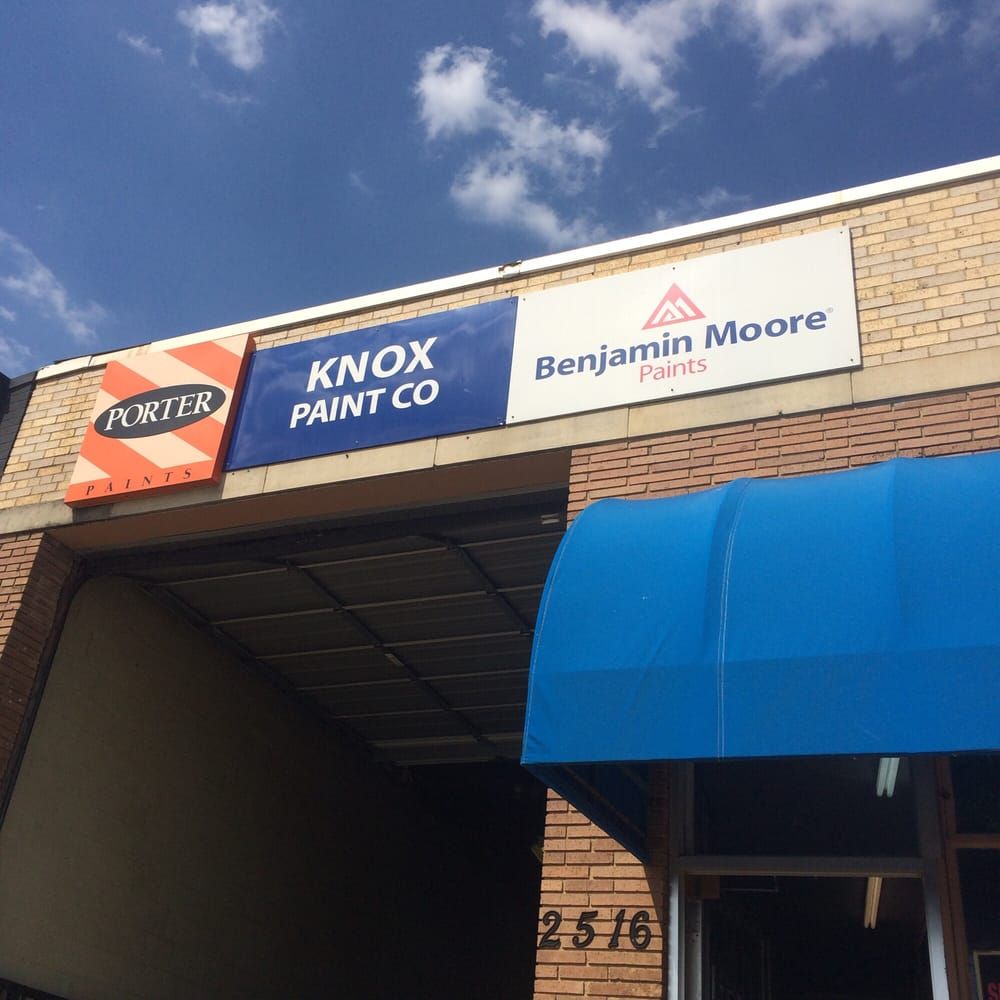 PORTER
PAINTS
KNOX
PAINT CO
Benjamin Moore®
Paints
2516